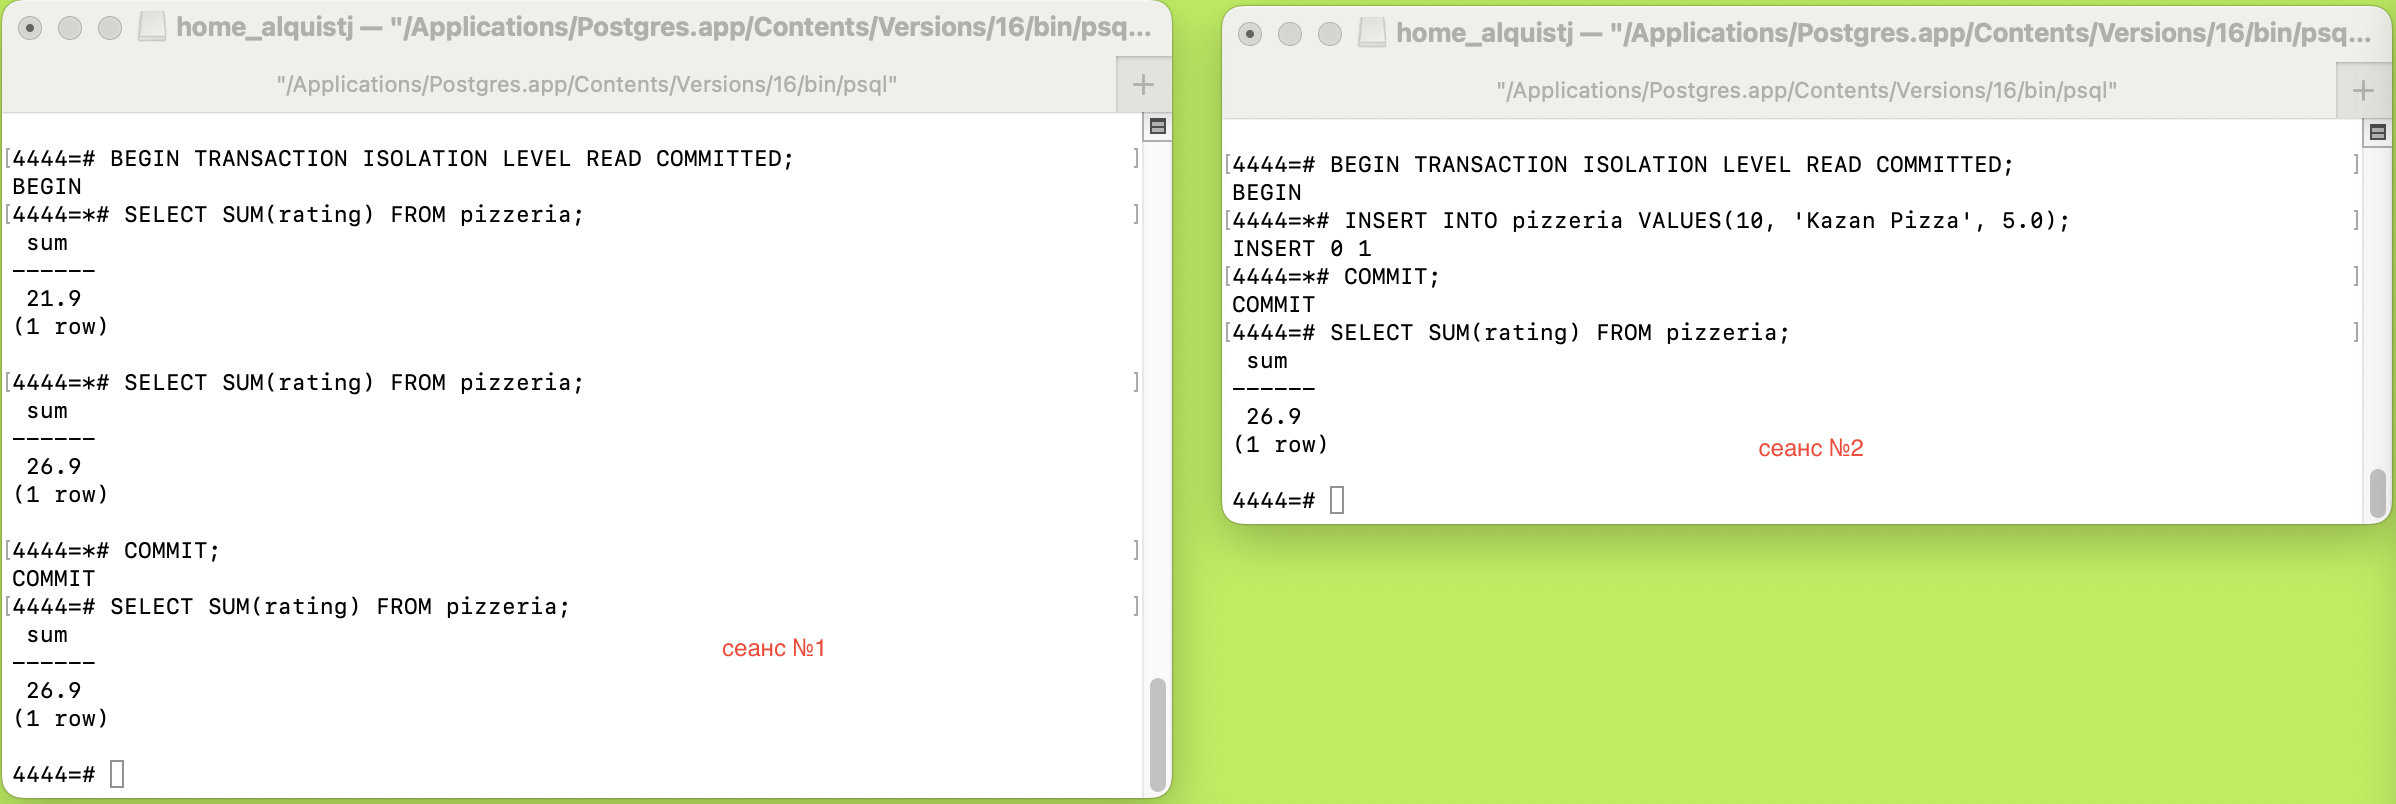 home_alquistj — "/Applications/Postgres.app/Contents/Versions/16/bin/psq...
"/Applications/Postgres.app/Contents/Versions/16/bin/psql"
+
[4444=# BEGIN TRANSACTION ISOLATION LEVEL READ COMMITTED; ]
BEGIN
[4444=*# SELECT SUM(rating) FROM pizzeria; ]
sum
------
21.9
(1 row)
[4444=*# SELECT SUM(rating) FROM pizzeria; ]
sum
------
26.9
(1 row)
[4444=*# COMMIT; ]
COMMIT
[4444=# SELECT SUM(rating) FROM pizzeria; ]
sum
------
26.9
(1 row)
4444=#
сеанс №1
home_alquistj — "/Applications/Postgres.app/Contents/Versions/16/bin/psq...
"/Applications/Postgres.app/Contents/Versions/16/bin/psql"
+
[4444=# BEGIN TRANSACTION ISOLATION LEVEL READ COMMITTED; ]
BEGIN
[4444=*# INSERT INTO pizzeria VALUES(10, 'Kazan Pizza', 5.0); ]
INSERT 0 1
[4444=*# COMMIT; ]
COMMIT
[4444=# SELECT SUM(rating) FROM pizzeria; ]
sum
------
26.9
(1 row)
4444=#
сеанс №2